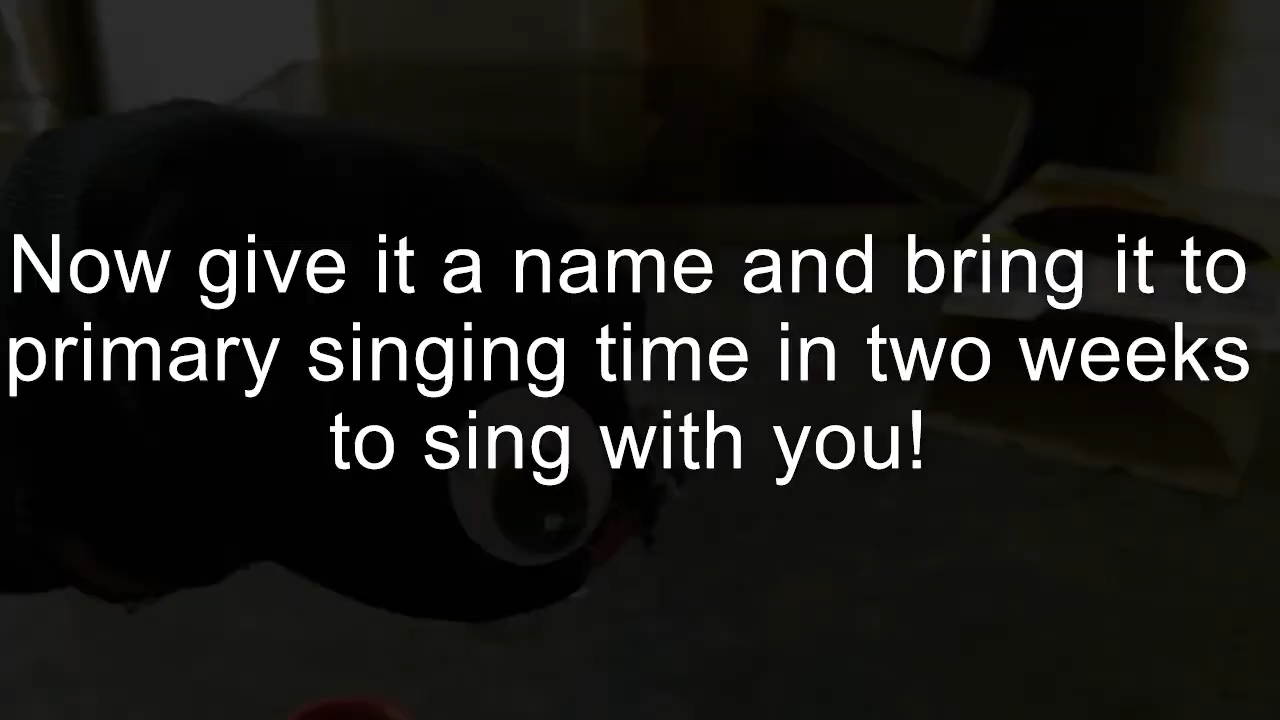 Now give it a name and bring it to
primary singing time in two weeks
to sing with you!